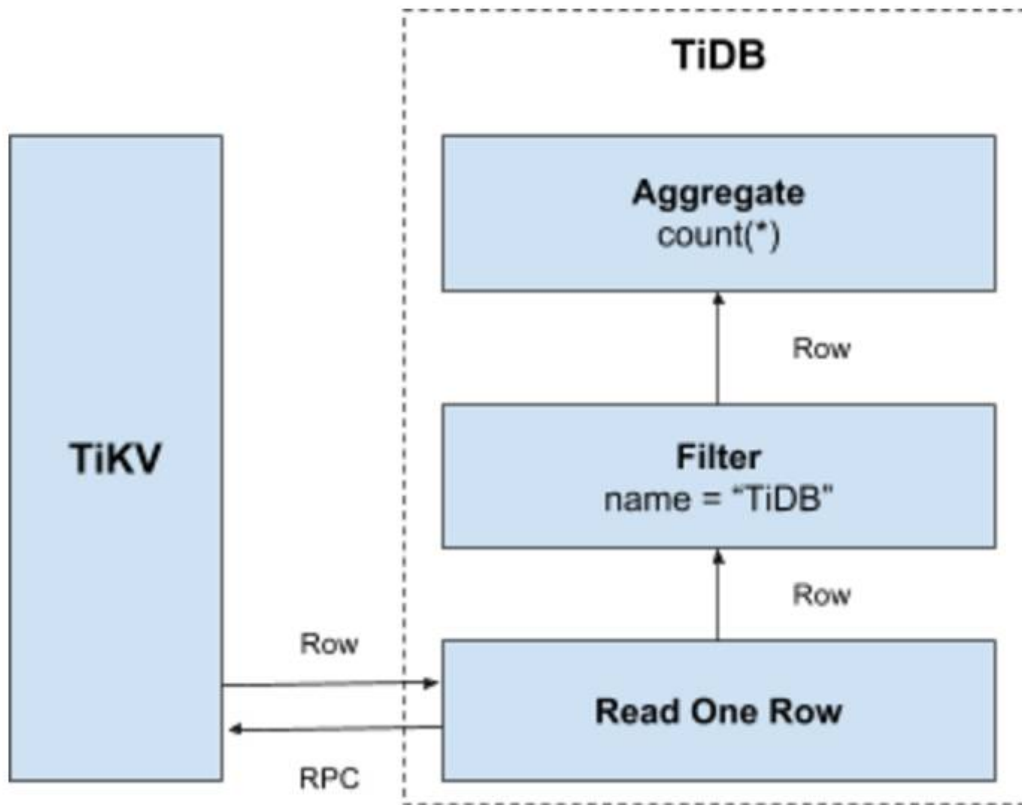 TiDB
Aggregate
count(*)
Row
TiKV
Filter
name = “TiDB”
Row
Row
Read One Row
RPC